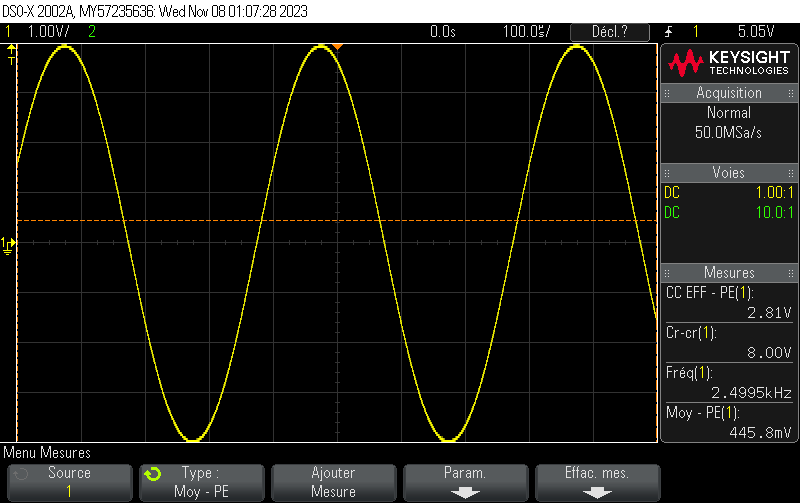 DSO-X 2002A, MY57235636: Wed Nov 08 01:07:28 2023
1 1.00V/ 2 0.0s 100.0µs/ Décl.? 1 5.05V
T
KEYSIGHT
TECHNOLOGIES
Acquisition
Normal
50.0MSa/s
Voies
DC 1.00:1
DC 10.0:1
1
Mesures
CC EFF - PE(1):
2.81V
Cr-cr(1):
8.00V
Fréq(1):
2.4995kHz
Moy - PE(1):
445.8mV
Menu Mesures
Source
1
Type :
Moy - PE
Ajouter
Mesure
Param.
Effac. mes.